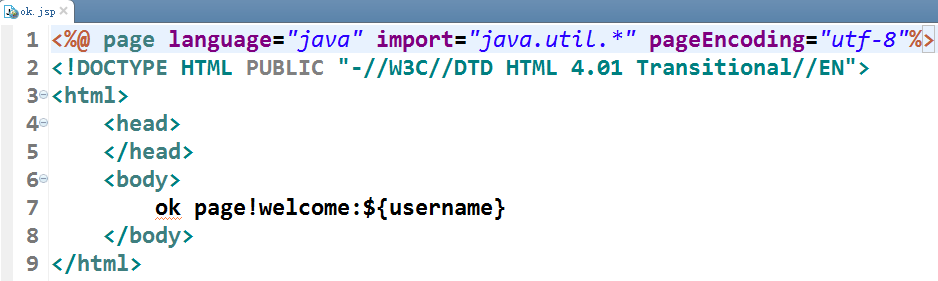 ok.jsp
1 <%@ page language="java" import="java.util.*" pageEncoding="utf-8"%>
2 <!DOCTYPE HTML PUBLIC "-//W3C//DTD HTML 4.01 Transitional//EN">
3 <html>
4 <head>
5 </head>
6 <body>
7 ok page!welcome:${username}
8 </body>
9 </html>